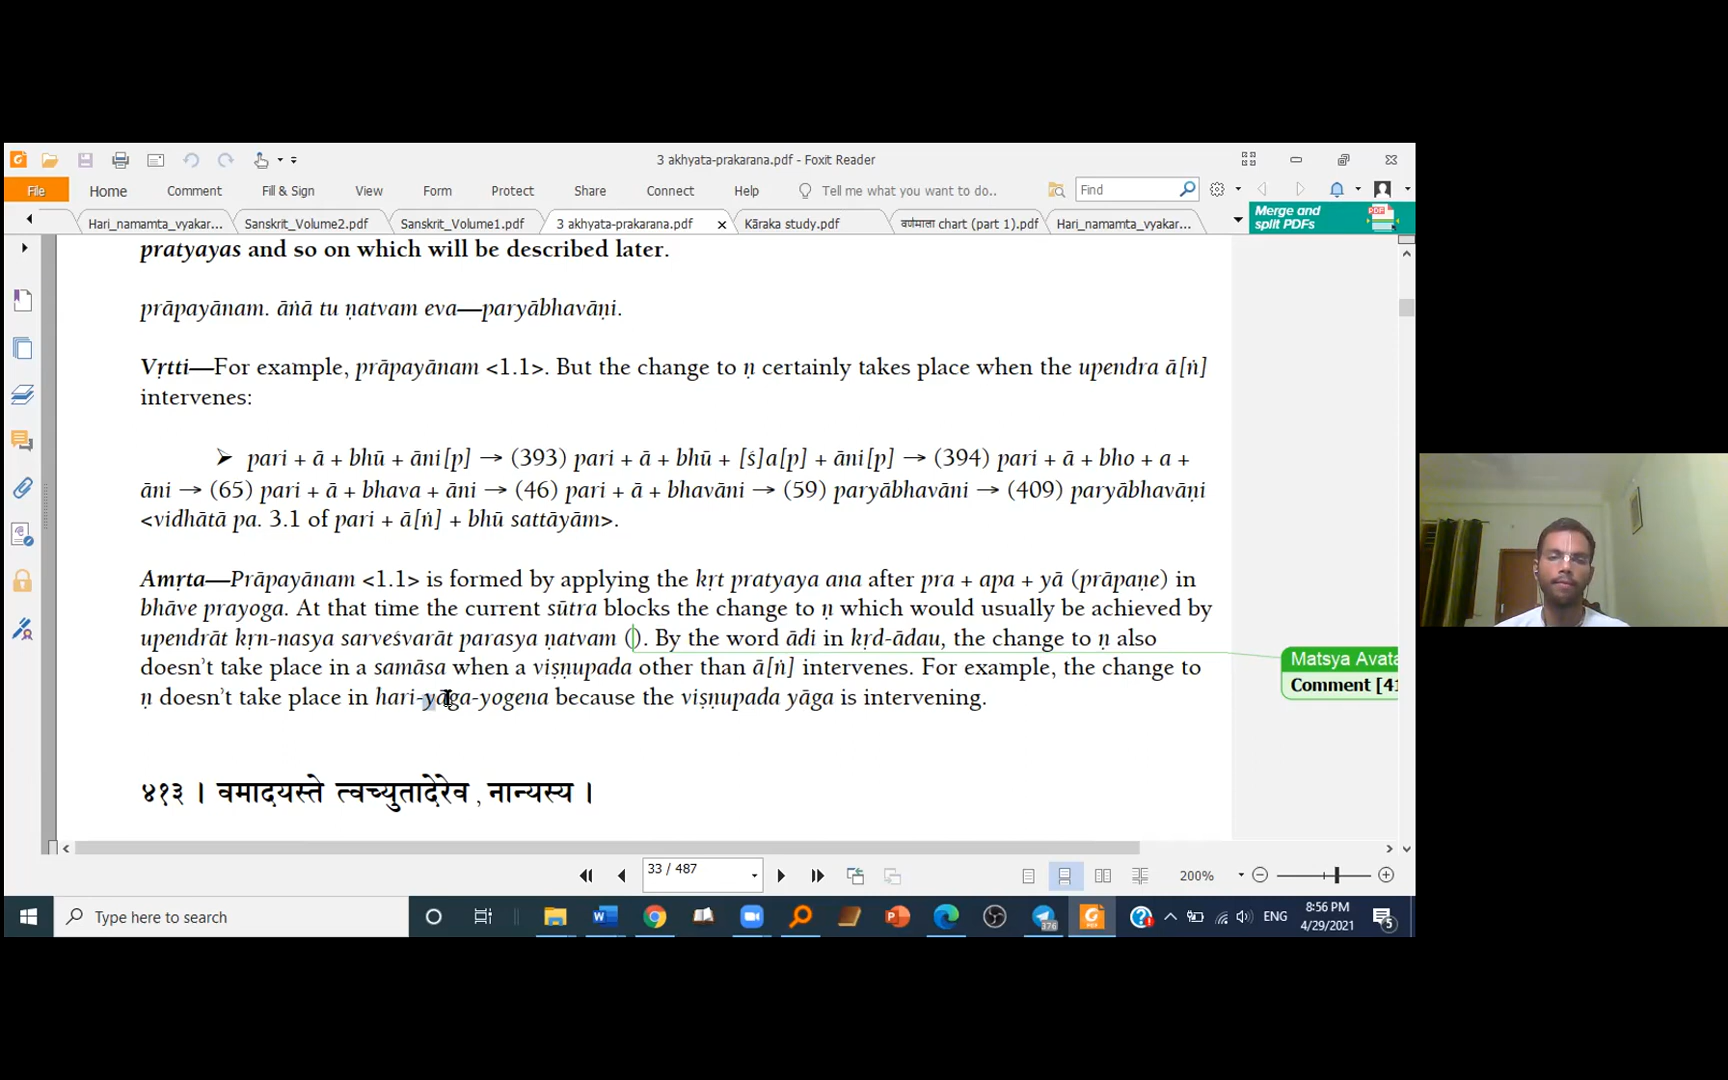 3 akhyata-prakarana.pdf - Foxit Reader
File Home Comment Fill & Sign View Form Protect Share Connect Help Tell me what you want to do.. Find
Hari_namamta_vyakar... Sanskrit_Volume2.pdf Sanskrit_Volume1.pdf 3 akhyata-prakarana.pdf Kāraka study.pdf वर्णमाला chart (part 1).pdf Hari_namamta_vyakar... Merge and
split PDFs
pratyayas and so on which will be described later.
prāpayānam. āṅā tu ṇatvam eva—paryābhavāṇi.
Vṛtti—For example, prāpayānam <1.1>. But the change to ṇ certainly takes place when the upendra ā[ṅ]
intervenes:
➢ pari + ā + bhū + āni[p] → (393) pari + ā + bhū + [ś]a[p] + āni[p] → (394) pari + ā + bho + a +
āni → (65) pari + ā + bhava + āni → (46) pari + ā + bhavāni → (59) paryābhavāni → (409) paryābhavāṇi
<vidhātā pa. 3.1 of pari + ā[ṅ] + bhū sattāyām>.
Amṛta—Prāpayānam <1.1> is formed by applying the kṛt pratyaya ana after pra + apa + yā (prāpaṇe) in
bhāve prayoga. At that time the current sūtra blocks the change to ṇ which would usually be achieved by
upendrāt kṛn-nasya sarveśvarāt parasya ṇatvam (). By the word ādi in kṛd-ādau, the change to ṇ also
doesn't take place in a samāsa when a viṣṇupada other than ā[ṅ] intervenes. For example, the change to
ṇ doesn't take place in hari-yāga-yogena because the viṣṇupada yāga is intervening.
Matsya Avata
Comment [41
४१३ । वमादयस्ते त्वच्युतादेरेव , नान्यस्य ।
33 / 487
200%
Type here to search
376
ENG
8:56 PM
4/29/2021
5